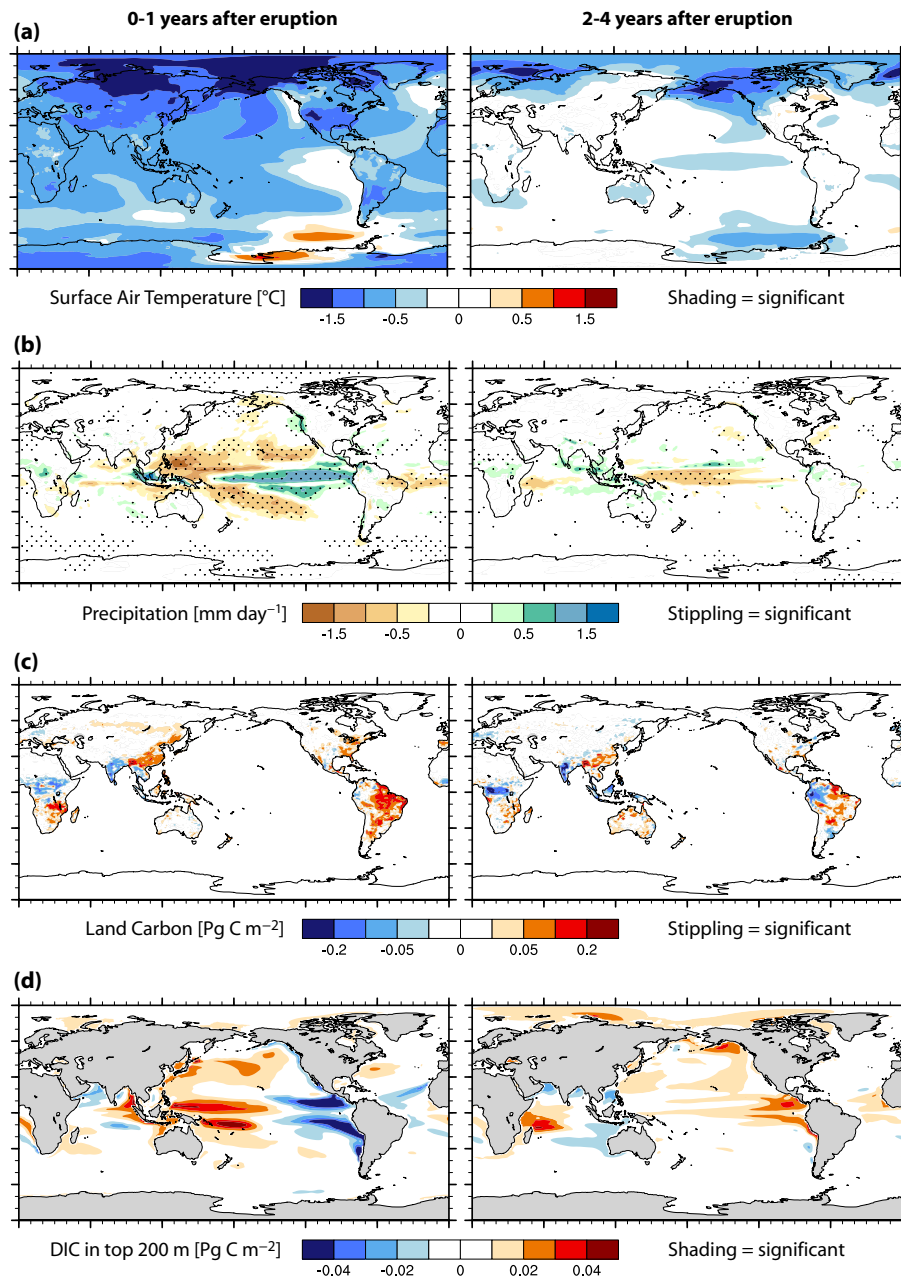 0-1 years after eruption 2-4 years after eruption
(a)
Surface Air Temperature [°C] -1.5 -0.5 0 0.5 1.5 Shading = significant
(b)
Precipitation [mm day⁻¹] -1.5 -0.5 0 0.5 1.5 Stippling = significant
(c)
Land Carbon [Pg C m⁻²] -0.2 -0.05 0 0.05 0.2 Stippling = significant
(d)
DIC in top 200 m [Pg C m⁻²] -0.04 -0.02 0 0.02 0.04 Shading = significant